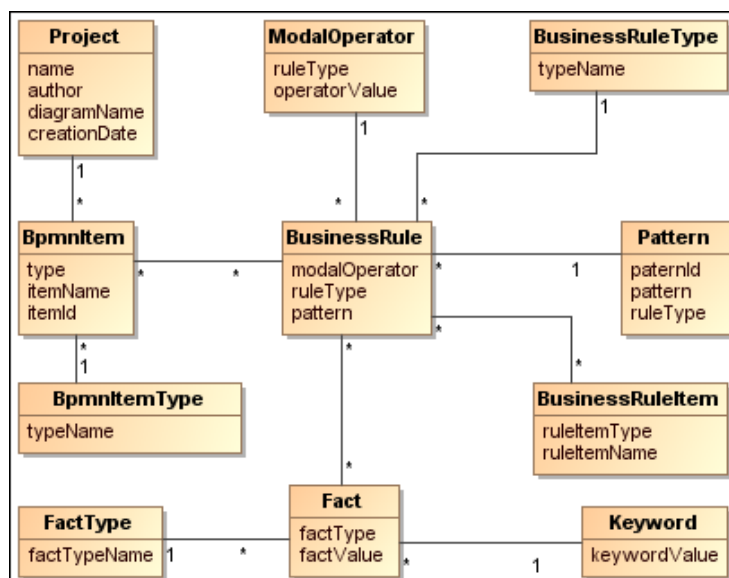 Project
name
author
diagramName
creationDate
ModalOperator
ruleType
operatorValue
BusinessRuleType
typeName
1
1
1
*
*
*
BpmnItem
type
itemName
itemId
*
*
BusinessRule
modalOperator
ruleType
pattern
*
1
Pattern
paternId
pattern
ruleType
*
1
*
*
*
BpmnItemType
typeName
BusinessRuleItem
ruleItemType
ruleItemName
*
FactType
factTypeName
1
*
Fact
factType
factValue
*
1
Keyword
keywordValue